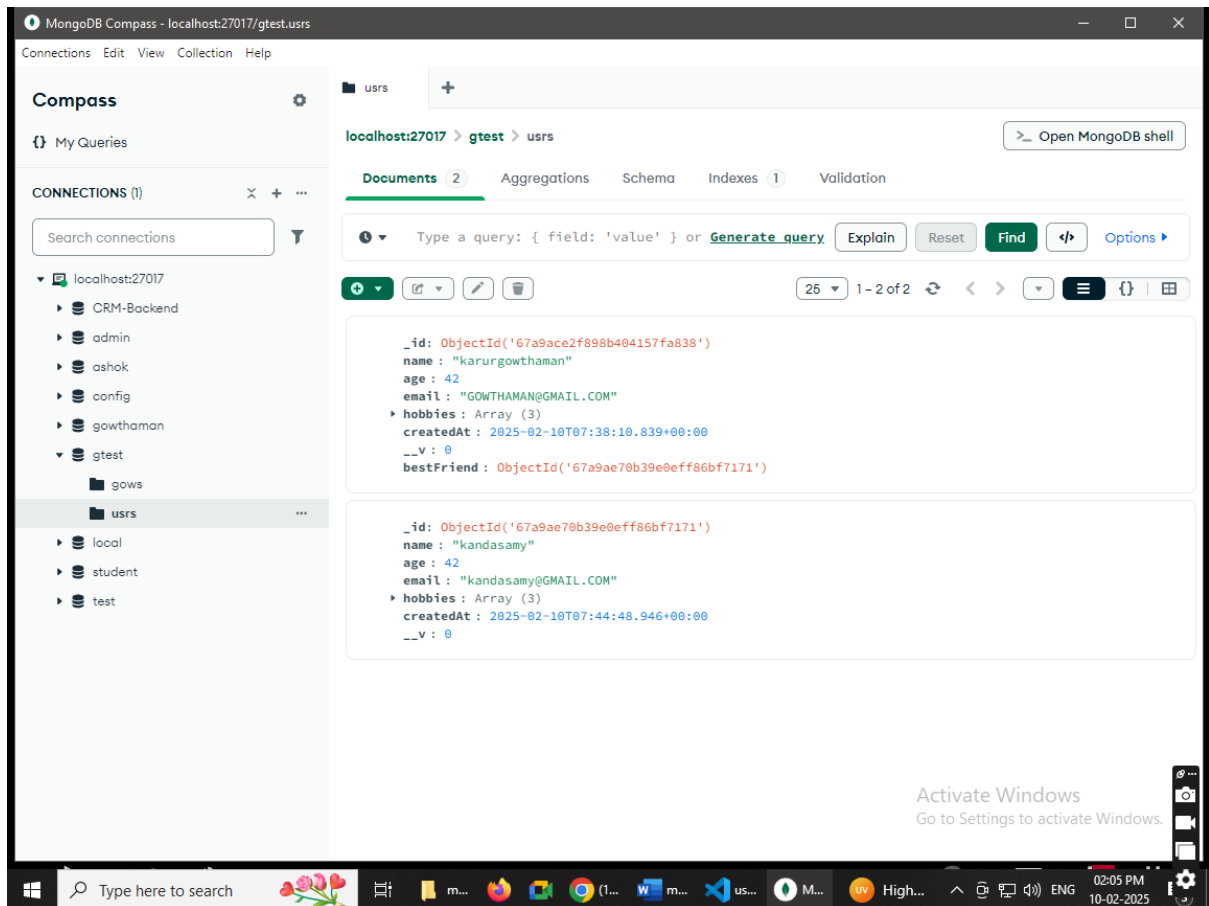 MongoDB Compass - localhost:27017/gtest.usrs
Connections Edit View Collection Help
Compass
{} My Queries
CONNECTIONS (1)
Search connections
localhost:27017
CRM-Backend
admin
ashok
config
gowthaman
gtest
gows
usrs
local
student
test
usrs
localhost:27017 > gtest > usrs
>_ Open MongoDB shell
Documents 2 Aggregations Schema Indexes 1 Validation
Type a query: { field: 'value' } or Generate query Explain Reset Find </> Options
25 1 – 2 of 2 {}
_id: ObjectId('67a9ace2f898b404157fa838')
name : "karurgowthaman"
age : 42
email : "GOWTHAMAN@GMAIL.COM"
hobbies : Array (3)
createdAt : 2025-02-10T07:38:10.839+00:00
__v : 0
bestFriend : ObjectId('67a9ae70b39e0eff86bf7171')
_id: ObjectId('67a9ae70b39e0eff86bf7171')
name : "kandasamy"
age : 42
email : "kandasamy@GMAIL.COM"
hobbies : Array (3)
createdAt : 2025-02-10T07:44:48.946+00:00
__v : 0
Activate Windows
Go to Settings to activate Windows.
Type here to search m... (1... m... us... M... High... ENG 02:05 PM
10-02-2025